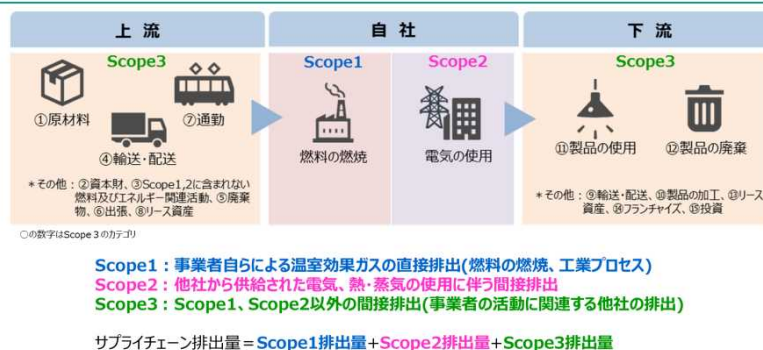 上 流
自 社
下 流
Scope3
Scope1
Scope2
Scope3
①原材料
⑦通勤
④輸送・配送
燃料の燃焼
電気の使用
⑪製品の使用
⑫製品の廃棄
*その他:②資本財、③Scope1,2に含まれない
燃料及びエネルギー関連活動、⑤廃棄
物、⑥出張、⑧リース資産
*その他:⑨輸送・配送、⑩製品の加工、⑬リース
資産、⑭フランチャイズ、⑮投資
○の数字はScope 3 のカテゴリ
Scope1:事業者自らによる温室効果ガスの直接排出(燃料の燃焼、工業プロセス)
Scope2:他社から供給された電気、熱・蒸気の使用に伴う間接排出
Scope3:Scope1、Scope2以外の間接排出(事業者の活動に関連する他社の排出)
サプライチェーン排出量=Scope1排出量+Scope2排出量+Scope3排出量